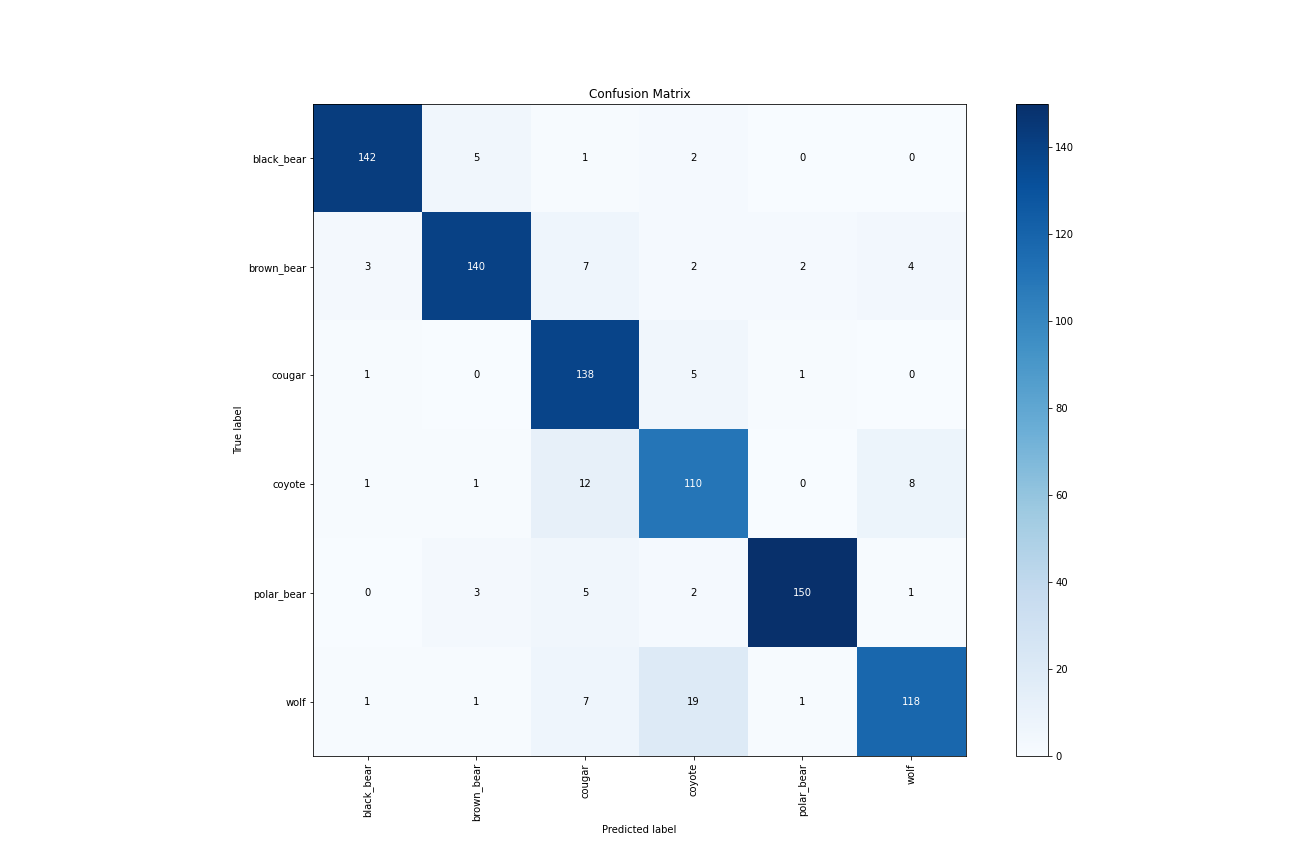 Confusion Matrix
black_bear 142 5 1 2 0 0
brown_bear 3 140 7 2 2 4
cougar 1 0 138 5 1 0
coyote 1 1 12 110 0 8
polar_bear 0 3 5 2 150 1
wolf 1 1 7 19 1 118
True label
black_bear brown_bear cougar coyote polar_bear wolf
Predicted label
140
120
100
80
60
40
20
0